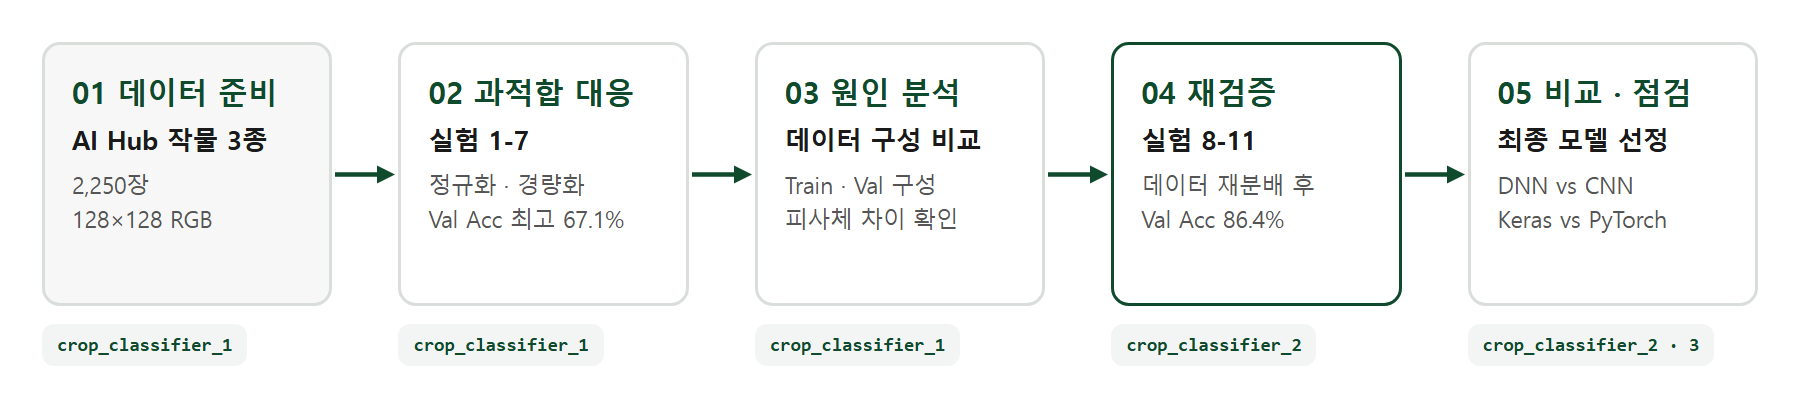 01 데이터 준비
AI Hub 작물 3종
2,250장
128×128 RGB
crop_classifier_1
02 과적합 대응
실험 1-7
정규화 · 경량화
Val Acc 최고 67.1%
crop_classifier_1
03 원인 분석
데이터 구성 비교
Train · Val 구성
피사체 차이 확인
crop_classifier_1
04 재검증
실험 8-11
데이터 재분배 후
Val Acc 86.4%
crop_classifier_2
05 비교 · 점검
최종 모델 선정
DNN vs CNN
Keras vs PyTorch
crop_classifier_2 · 3